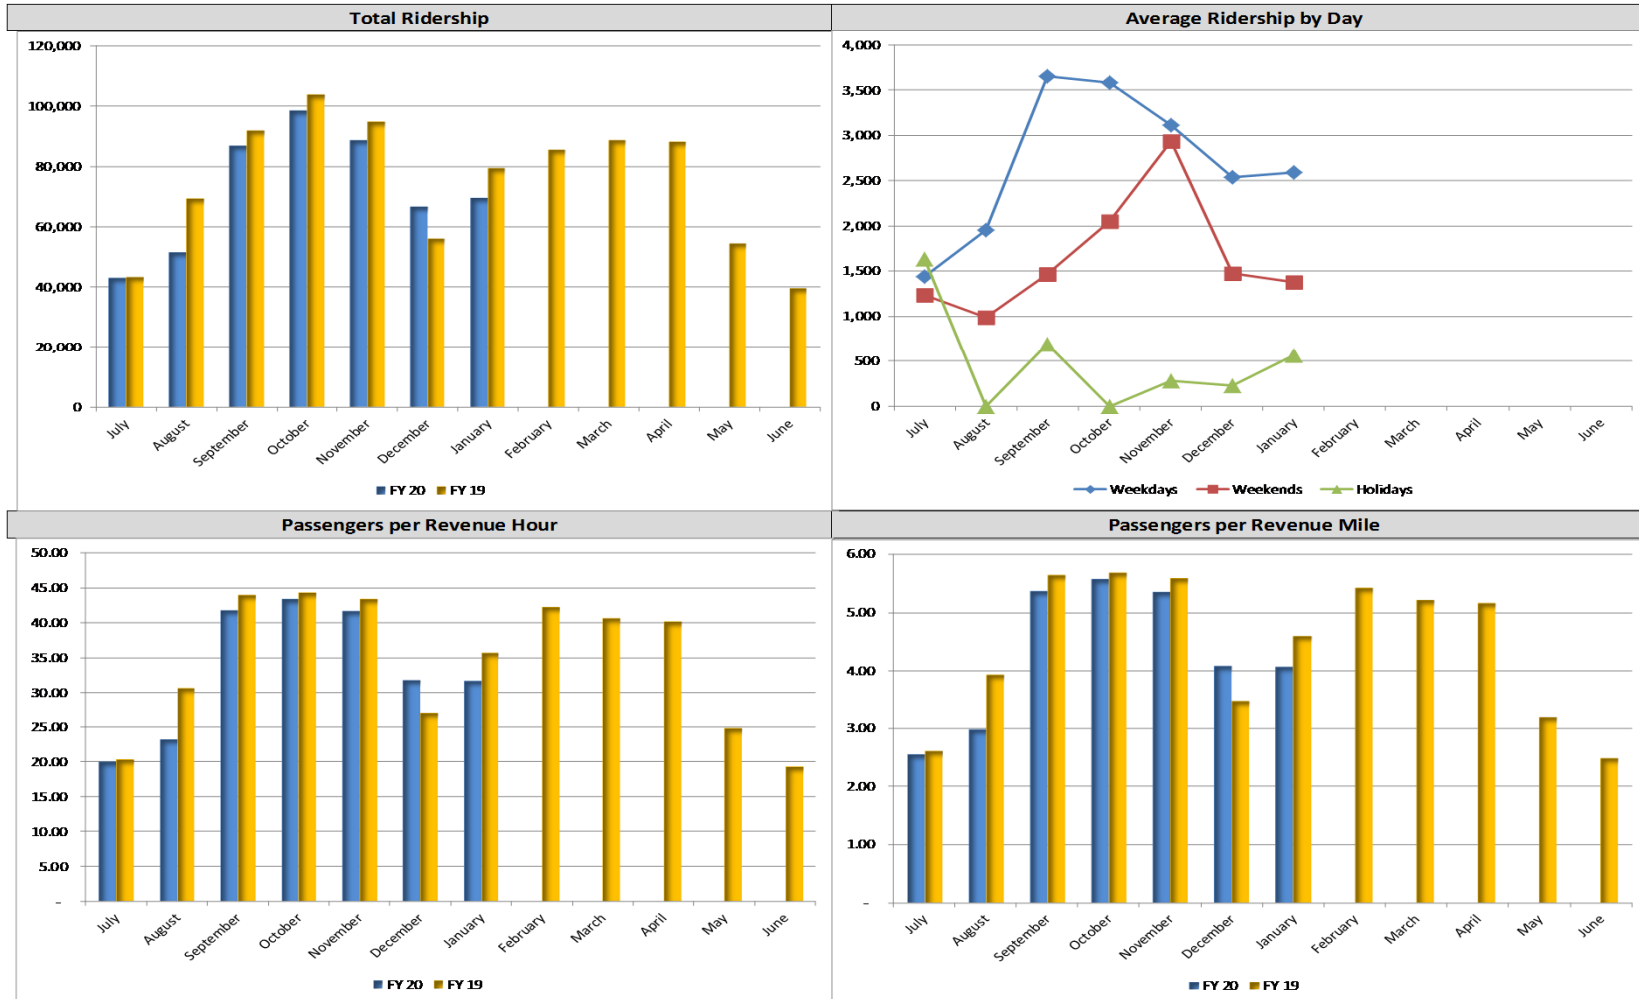 Total Ridership
120,000
100,000
80,000
60,000
40,000
20,000
0
July August September October November December January February March April May June
FY 20 FY 19
Average Ridership by Day
4,000
3,500
3,000
2,500
2,000
1,500
1,000
500
0
July August September October November December January February March April May June
Weekdays Weekends Holidays
Passengers per Revenue Hour
50.00
45.00
40.00
35.00
30.00
25.00
20.00
15.00
10.00
5.00
-
July August September October November December January February March April May June
FY 20 FY 19
Passengers per Revenue Mile
6.00
5.00
4.00
3.00
2.00
1.00
-
July August September October November December January February March April May June
FY 20 FY 19